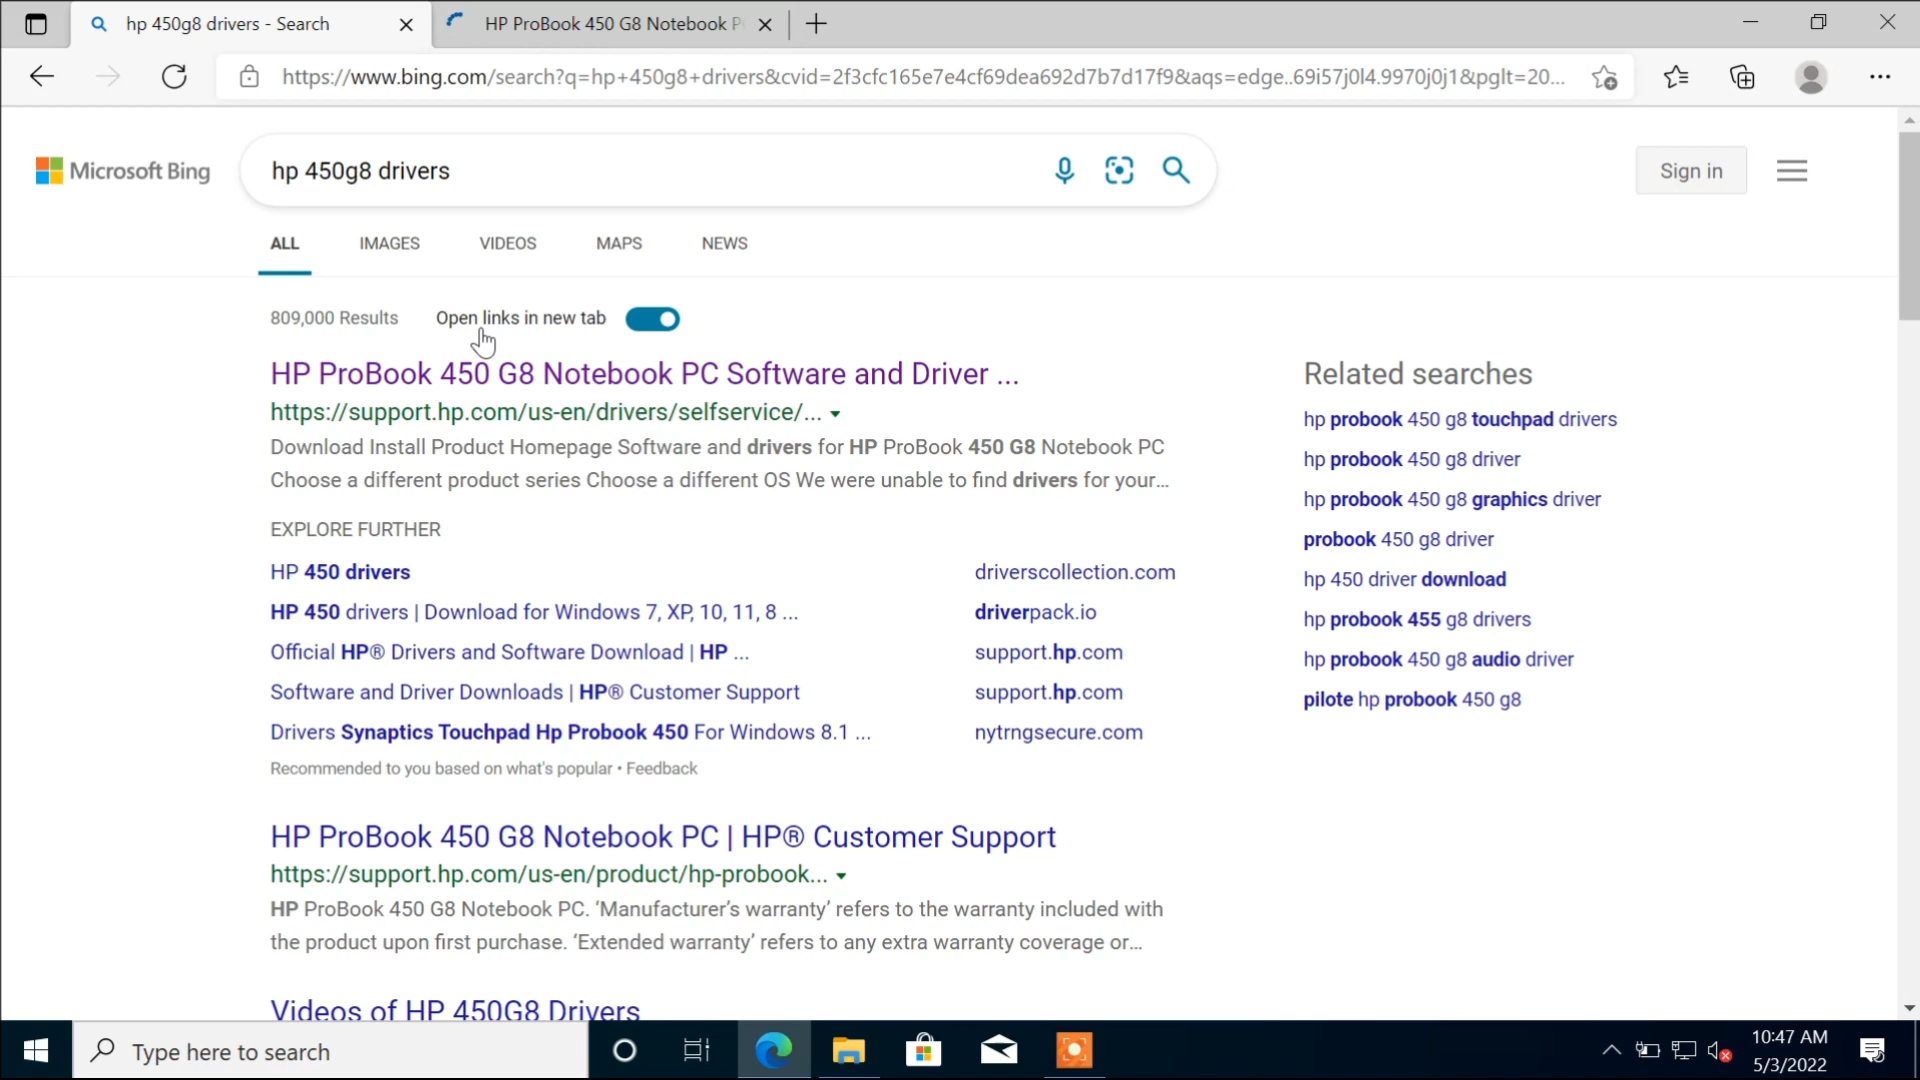 hp 450g8 drivers - Search
HP ProBook 450 G8 Notebook P
https://www.bing.com/search?q=hp+450g8+drivers&cvid=2f3cfc165e7e4cf69dea692d7b7d17f9&aqs=edge..69i57j0l4.9970j0j1&pglt=20...
Microsoft Bing
hp 450g8 drivers
Sign in
ALL IMAGES VIDEOS MAPS NEWS
809,000 Results Open links in new tab
HP ProBook 450 G8 Notebook PC Software and Driver ...
https://support.hp.com/us-en/drivers/selfservice/...
Download Install Product Homepage Software and drivers for HP ProBook 450 G8 Notebook PC
Choose a different product series Choose a different OS We were unable to find drivers for your...
EXPLORE FURTHER
HP 450 drivers driverscollection.com
HP 450 drivers | Download for Windows 7, XP, 10, 11, 8 ... driverpack.io
Official HP® Drivers and Software Download | HP ... support.hp.com
Software and Driver Downloads | HP® Customer Support support.hp.com
Drivers Synaptics Touchpad Hp Probook 450 For Windows 8.1 ... nytrngsecure.com
Recommended to you based on what's popular • Feedback
HP ProBook 450 G8 Notebook PC | HP® Customer Support
https://support.hp.com/us-en/product/hp-probook...
HP ProBook 450 G8 Notebook PC. ‘Manufacturer’s warranty’ refers to the warranty included with
the product upon first purchase. ‘Extended warranty’ refers to any extra warranty coverage or...
Videos of HP 450G8 Drivers
Related searches
hp probook 450 g8 touchpad drivers
hp probook 450 g8 driver
hp probook 450 g8 graphics driver
probook 450 g8 driver
hp 450 driver download
hp probook 455 g8 drivers
hp probook 450 g8 audio driver
pilote hp probook 450 g8
Type here to search
10:47 AM
5/3/2022